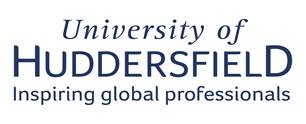 University of
HUDDERSFIELD
Inspiring global professionals